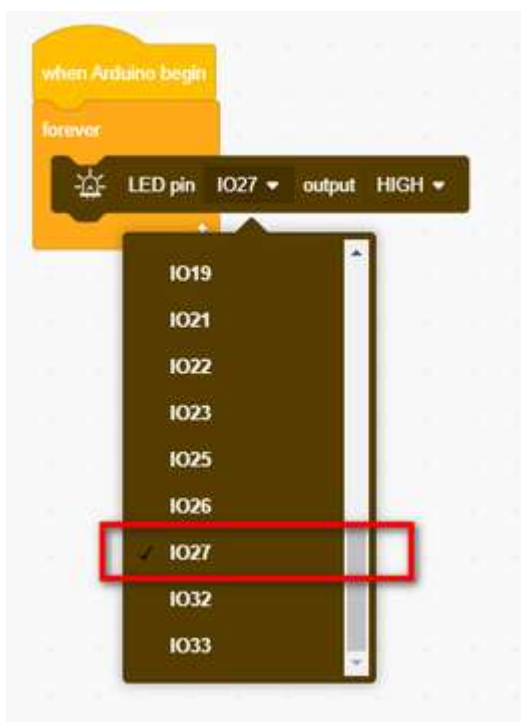 when Arduino begin
forever
LED pin IO27 output HIGH
IO19
IO21
IO22
IO23
IO25
IO26
✓ IO27
IO32
IO33